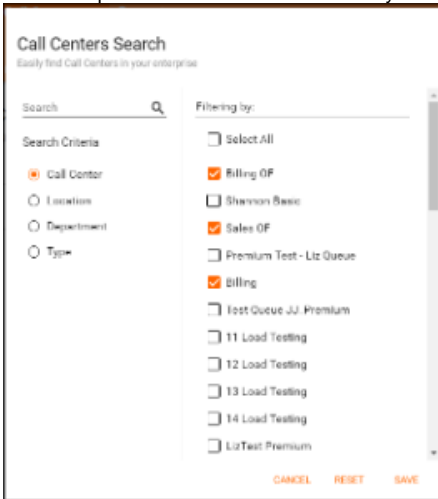 Call Centers Search
Easily find Call Centers in your enterprise
Search
Filtering by:
Search Criteria
Call Center
Location
Department
Type
Select All
Billing OF
Shannon Basic
Sales OF
Premium Test - Liz Queue
Billing
Test Queue JJ. Premium
11 Load Testing
12 Load Testing
13 Load Testing
14 Load Testing
LizTest Premium
CANCEL RESET SAVE